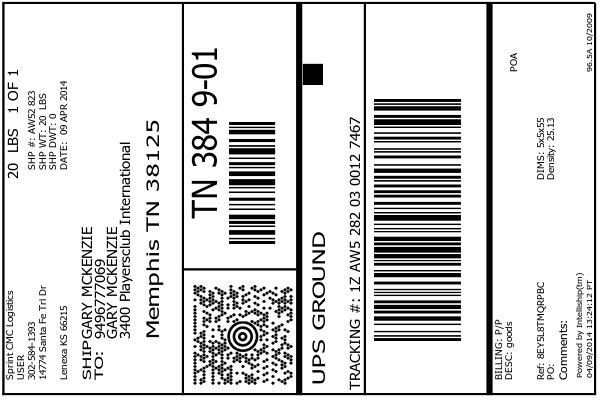 Sprint CMC Logistics
USER
302-584-1393
14774 Santa Fe Trl Dr
Lenexa KS 66215
20 LBS 1 OF 1
SHP #: AW52 823
SHP WT: 20 LBS
SHP DWT: 0
DATE: 09 APR 2014
SHIP TO:
GARY MCKENZIE
9496777069
GARY MCKENZIE
3400 Playersclub International
Memphis TN 38125
TN 384 9-01
UPS GROUND
TRACKING #: 1Z AW5 282 03 0012 7467
BILLING: P/P
DESC: goods
POA
Ref: 8EY5L8TMQRPBC
PO:
DIMS: 5x5x55
Density: 25.13
Comments:
Powered by Intelliship(tm)
04/09/2014 13:24:12 PT
96.5A 10/2009